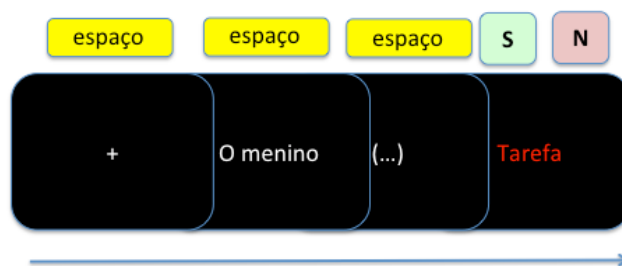 espaço espaço espaço S N
+ O menino (...) Tarefa